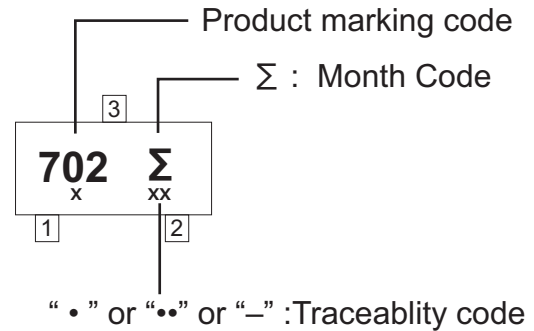 Product marking code
Σ : Month Code
3
702 Σ
x xx
1 2
“ • ” or “••” or “–” :Traceablity code